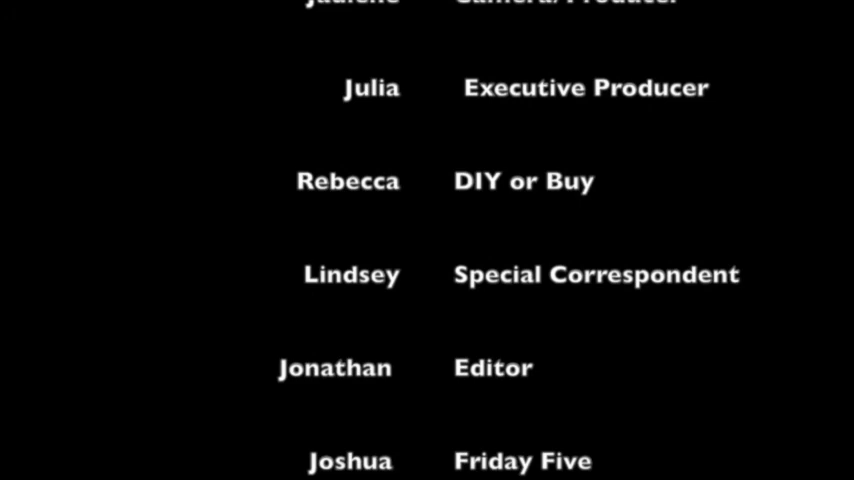 Julia Executive Producer
Rebecca DIY or Buy
Lindsey Special Correspondent
Jonathan Editor
Joshua Friday Five